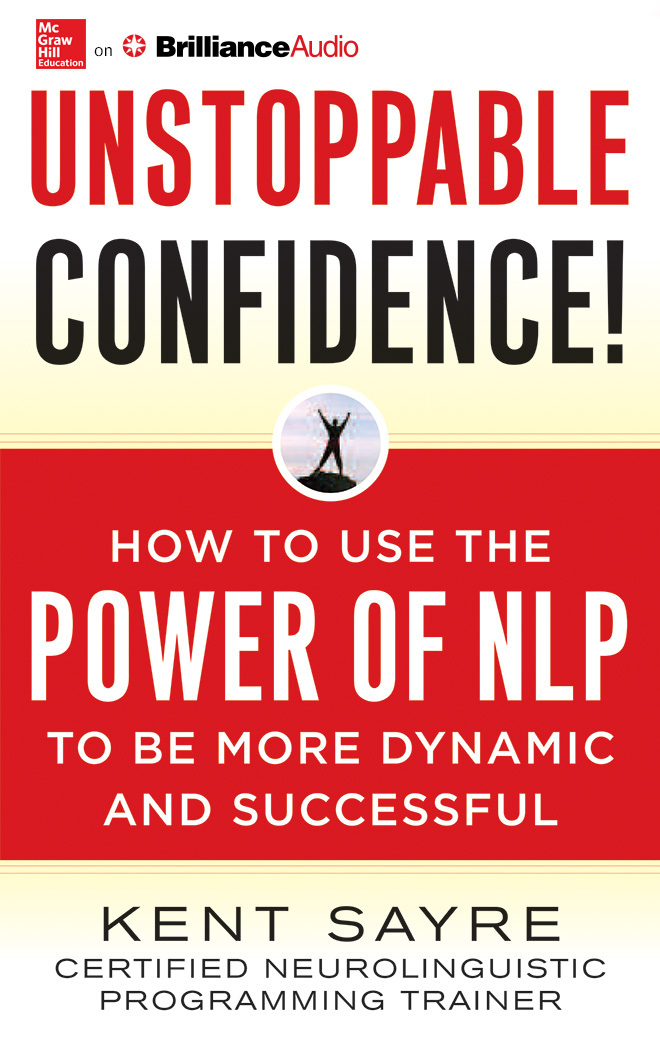 Mc
Graw
Hill
Education
on BrillianceAudio
UNSTOPPABLE
CONFIDENCE!
HOW TO USE THE
POWER OF NLP
TO BE MORE DYNAMIC
AND SUCCESSFUL
KENT SAYRE
CERTIFIED NEUROLINGUISTIC
PROGRAMMING TRAINER